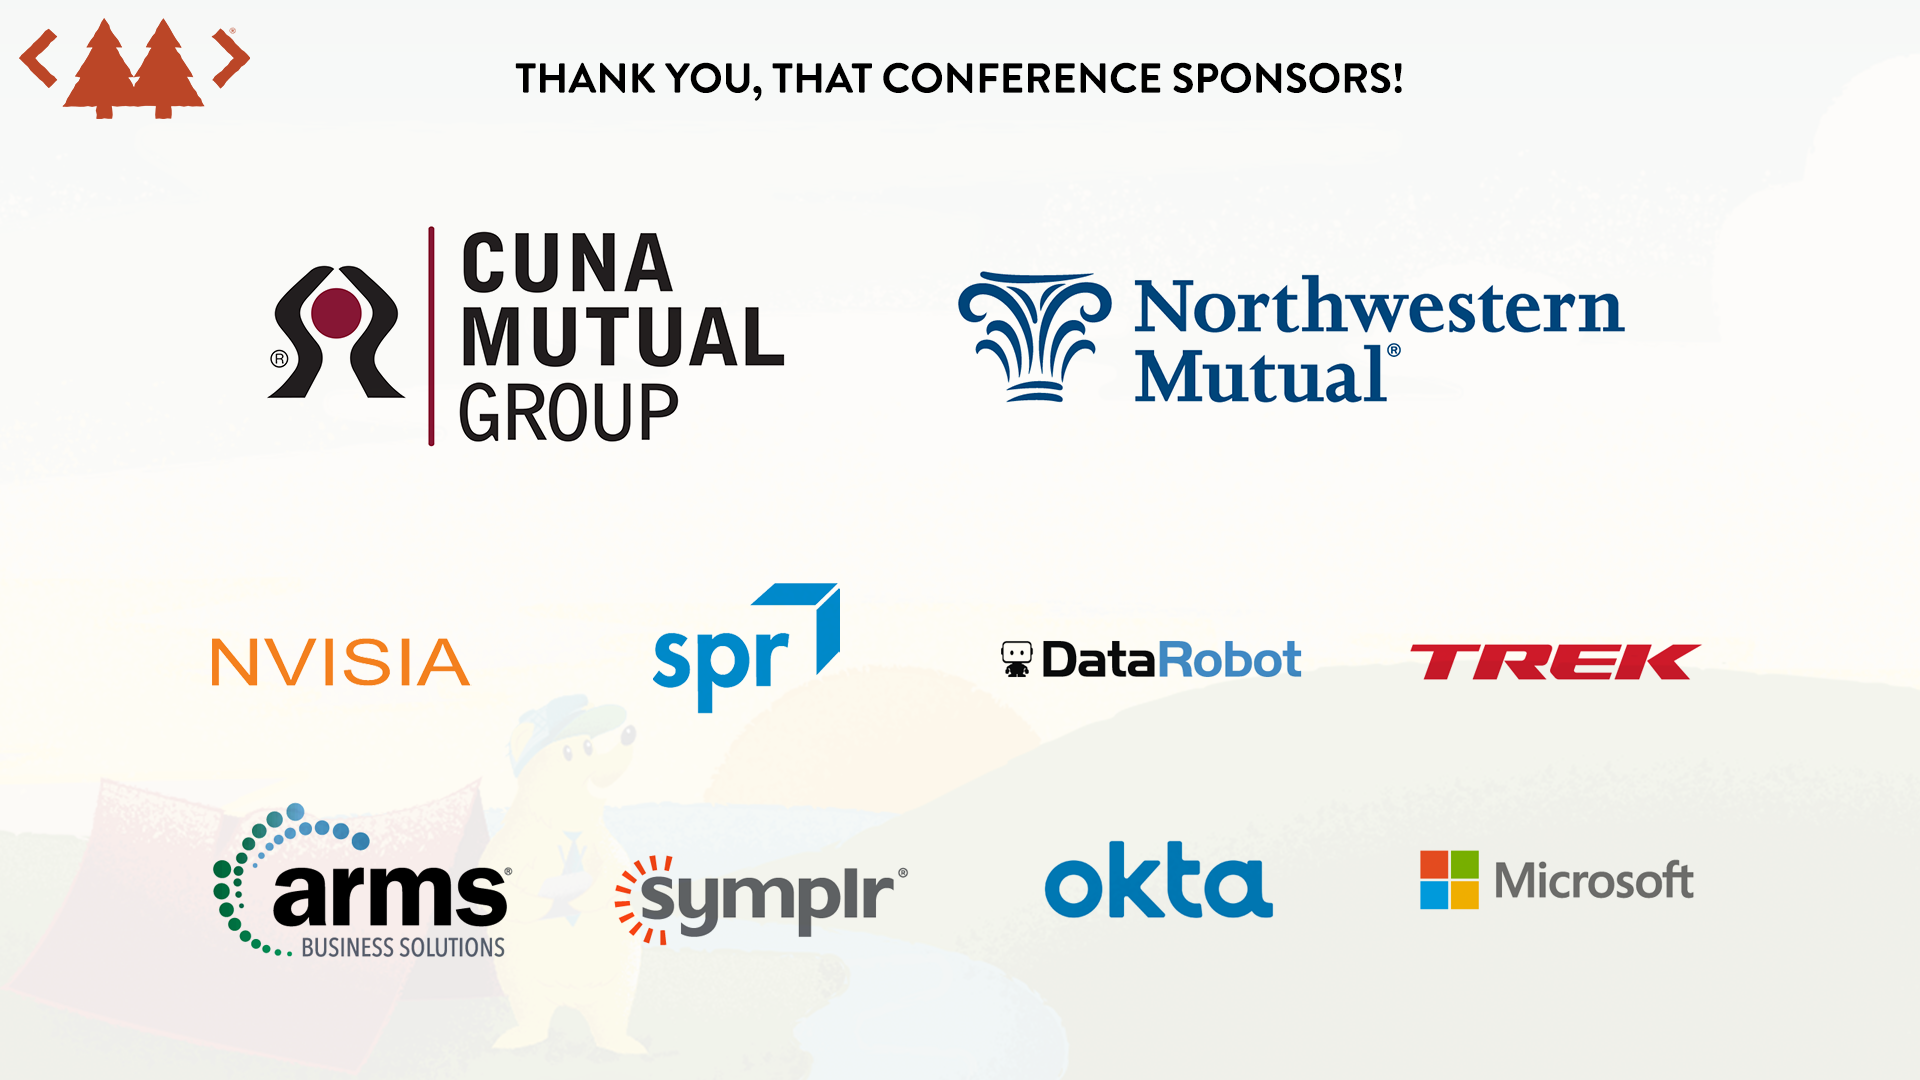 THANK YOU, THAT CONFERENCE SPONSORS!
®
CUNA
MUTUAL
GROUP
®
Northwestern
Mutual®
NVISIA
spr
DataRobot
TREK
arms®
BUSINESS SOLUTIONS
symplr®
okta
Microsoft